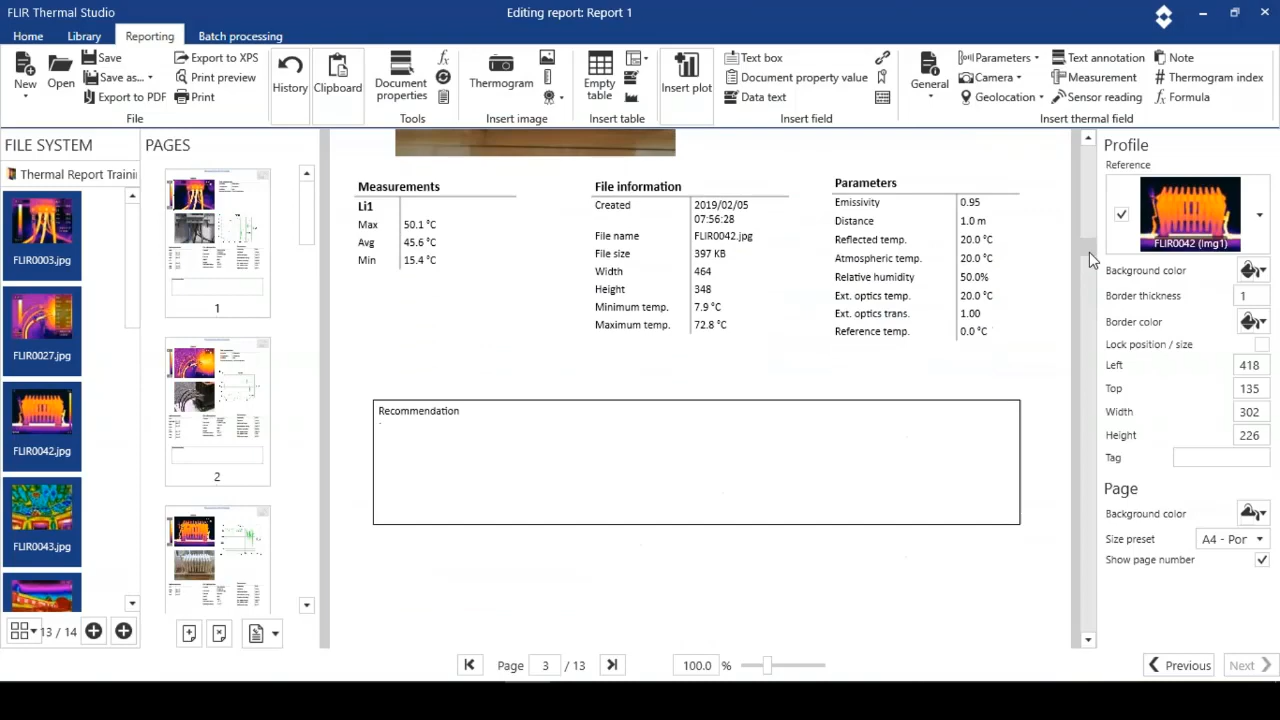 FLIR Thermal Studio
Editing report: Report 1
Home
Library
Reporting
Batch processing
New
Open
Save
Save as...
Export to PDF
Export to XPS
Print preview
Print
File
History
Clipboard
Document properties
Tools
Thermogram
Insert image
Empty table
Insert table
Insert plot
Text box
Document property value
Data text
Insert field
General
Parameters
Camera
Geolocation
Text annotation
Measurement
Sensor reading
Note
Thermogram index
Formula
Insert thermal field
FILE SYSTEM
Thermal Report Traini
FLIR0003.jpg
FLIR0027.jpg
FLIR0042.jpg
FLIR0043.jpg
13 / 14
PAGES
1
2
Measurements
Li1
Max 50.1 °C
Avg 45.6 °C
Min 15.4 °C
File information
Created 2019/02/05
07:56:28
File name FLIR0042.jpg
File size 397 KB
Width 464
Height 348
Minimum temp. 7.9 °C
Maximum temp. 72.8 °C
Parameters
Emissivity 0.95
Distance 1.0 m
Reflected temp. 20.0 °C
Atmospheric temp. 20.0 °C
Relative humidity 50.0%
Ext. optics temp. 20.0 °C
Ext. optics trans. 1.00
Reference temp. 0.0 °C
Recommendation
-
Page 3 / 13
100.0 %
Profile
Reference
FLIR0042 (Img1)
Background color
Border thickness 1
Border color
Lock position / size
Left 418
Top 135
Width 302
Height 226
Tag
Page
Background color
Size preset A4 - Por
Show page number
Previous
Next